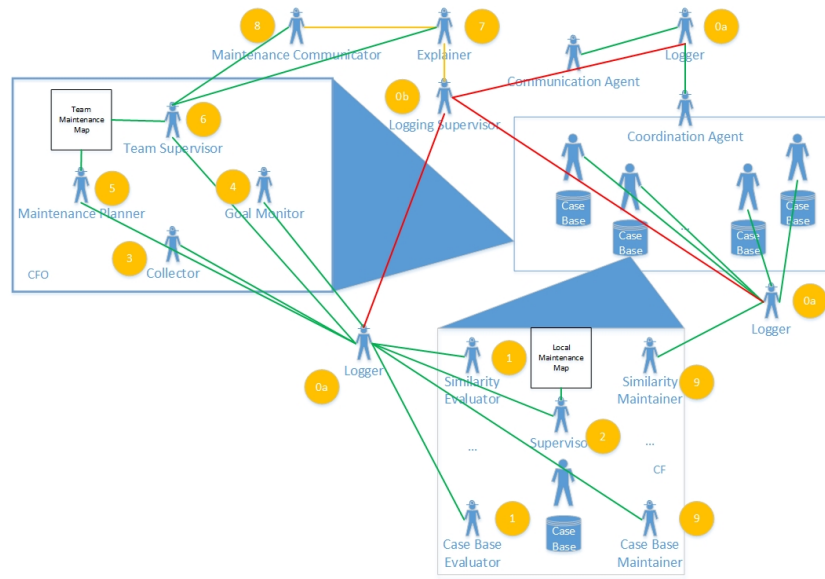 8
7
0a
Maintenance Communicator
Explainer
Logger
Communication Agent
0b
Logging Supervisor
Coordination Agent
Team
Maintenance
Map
6
Team Supervisor
5
Maintenance Planner
4
Goal Monitor
3
Collector
CFO
Case
Base
Case
Base
...
Case
Base
Case
Base
0a
Logger
Logger
0a
1
Similarity
Evaluator
Local
Maintenance
Map
Similarity
Maintainer
9
Supervisor
2
...
...
CF
1
Case Base
Evaluator
Case
Base
9
Case Base
Maintainer